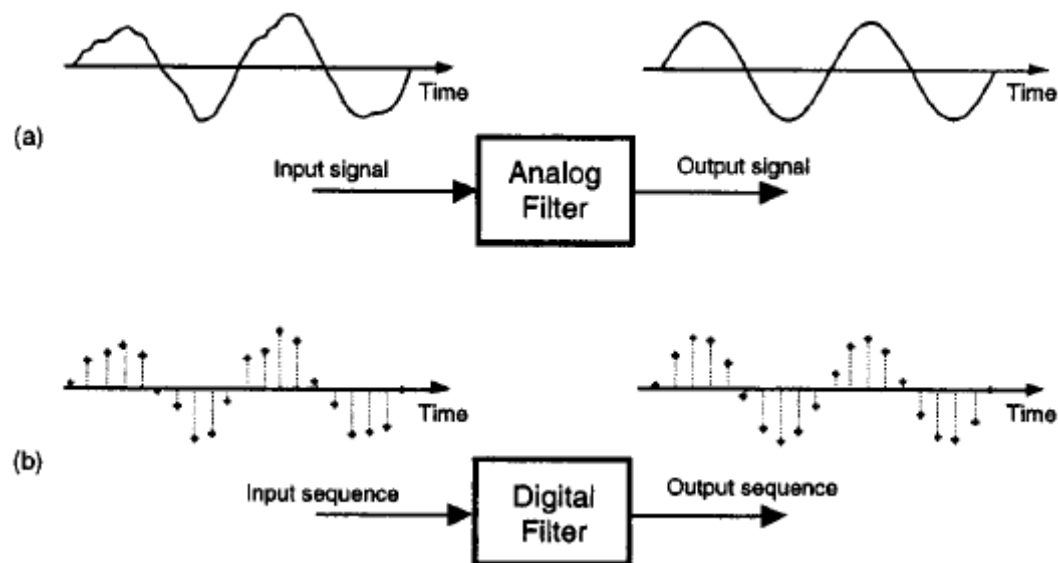 Time
Time
(a)
Input signal
Analog
Filter
Output signal
Time
Time
(b)
Input sequence
Digital
Filter
Output sequence